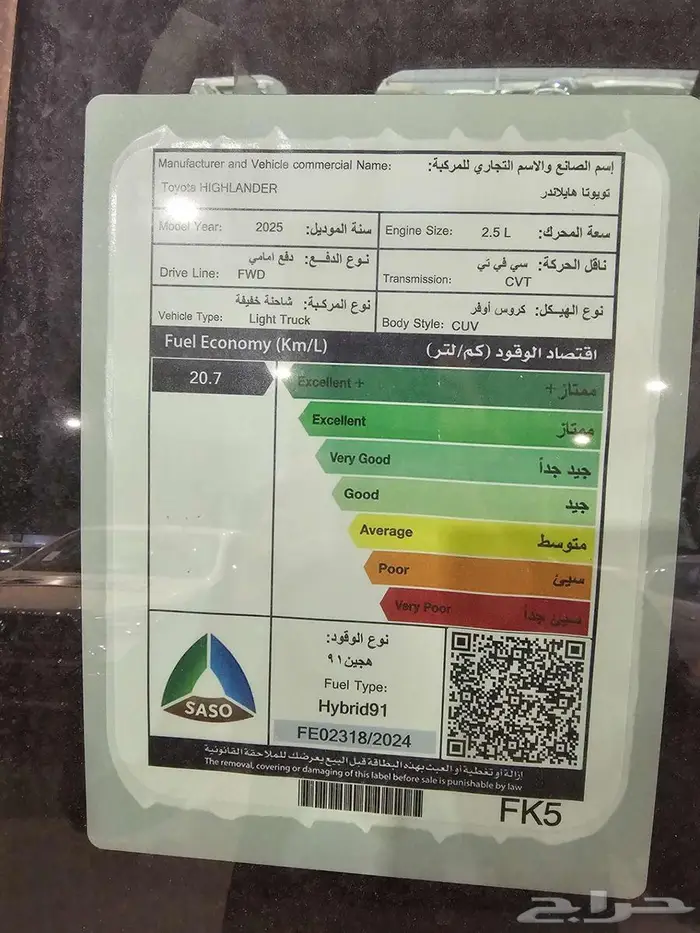 Manufacturer and Vehicle commercial Name: إسم الصانع والاسم التجاري للمركبة:
Toyota HIGHLANDER تويوتا هايلاندر
Model Year: 2025 سنة الموديل:
Engine Size: 2.5 L سعة المحرك:
نوع الدفع: دفع امامي
Drive Line: FWD
ناقل الحركة: سي في تي
Transmission: CVT
نوع المركبة: شاحنة خفيفة
Vehicle Type: Light Truck
نوع الهيكل: كروس أوفر
Body Style: CUV
Fuel Economy (Km/L) اقتصاد الوقود (كم/لتر)
20.7
Excellent + ممتاز +
Excellent ممتاز
Very Good جيد جداً
Good جيد
Average متوسط
Poor سيئ
Very Poor سيئ جداً
SASO
نوع الوقود:
هجين ٩١
Fuel Type:
Hybrid91
FE02318/2024
ازالة أو تغطية أو العبث بهذه البطاقة قبل البيع يعرضك للملاحقة القانونية
The removal, covering or damaging of this label before sale is punishable by law
FK5
حراج